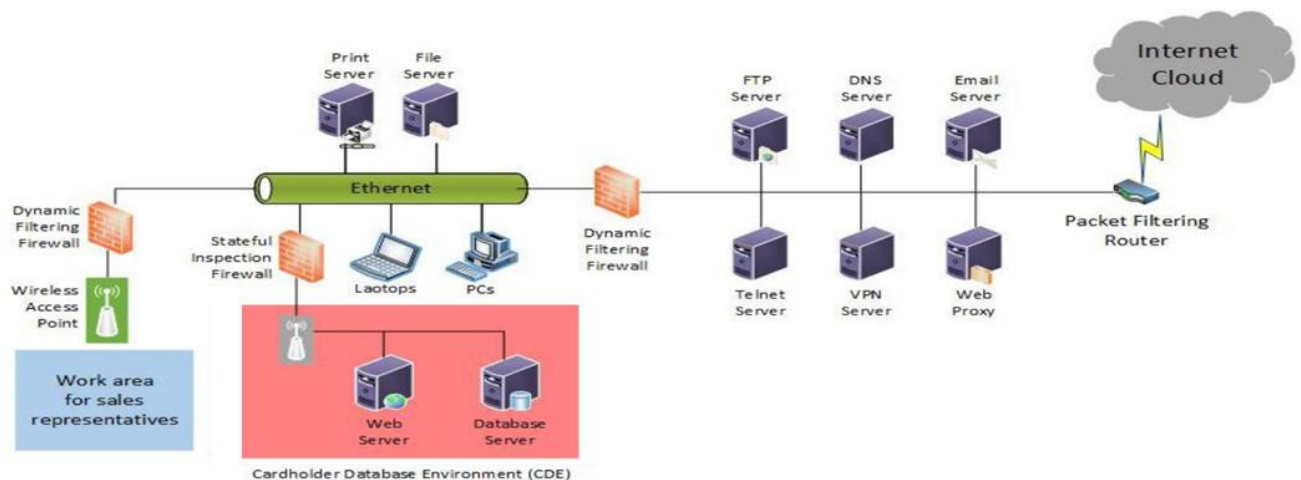 Internet
Cloud
Print
Server
File
Server
FTP
Server
DNS
Server
Email
Server
Ethernet
Dynamic
Filtering
Firewall
Stateful
Inspection
Firewall
Laotops
PCs
Dynamic
Filtering
Firewall
Packet Filtering
Router
Wireless
Access
Point
Telnet
Server
VPN
Server
Web
Proxy
Work area
for sales
representatives
Web
Server
Database
Server
Cardholder Database Environment (CDE)